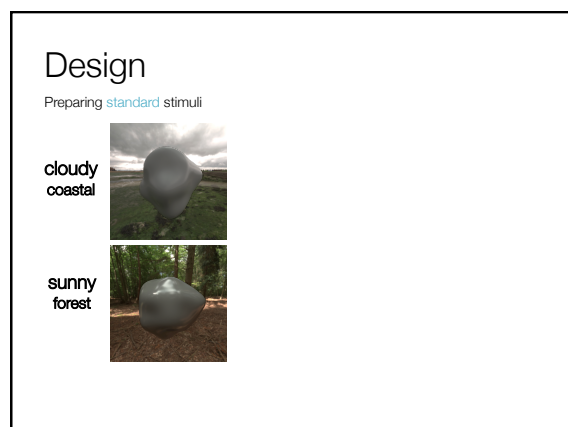 Design
Preparing standard stimuli
cloudy
coastal
sunny
forest